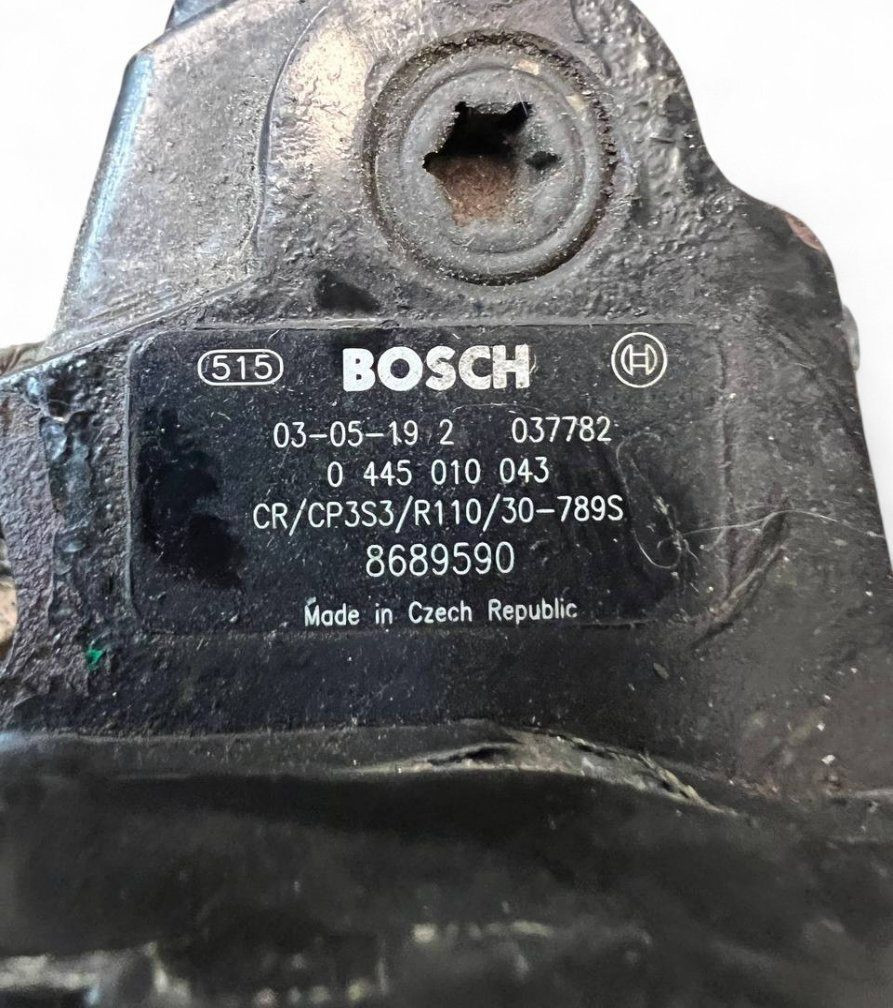 515 BOSCH
03-05-19 2 037782
0 445 010 043
CR/CP3S3/R110/30-789S
8689590
Made in Czech Republic